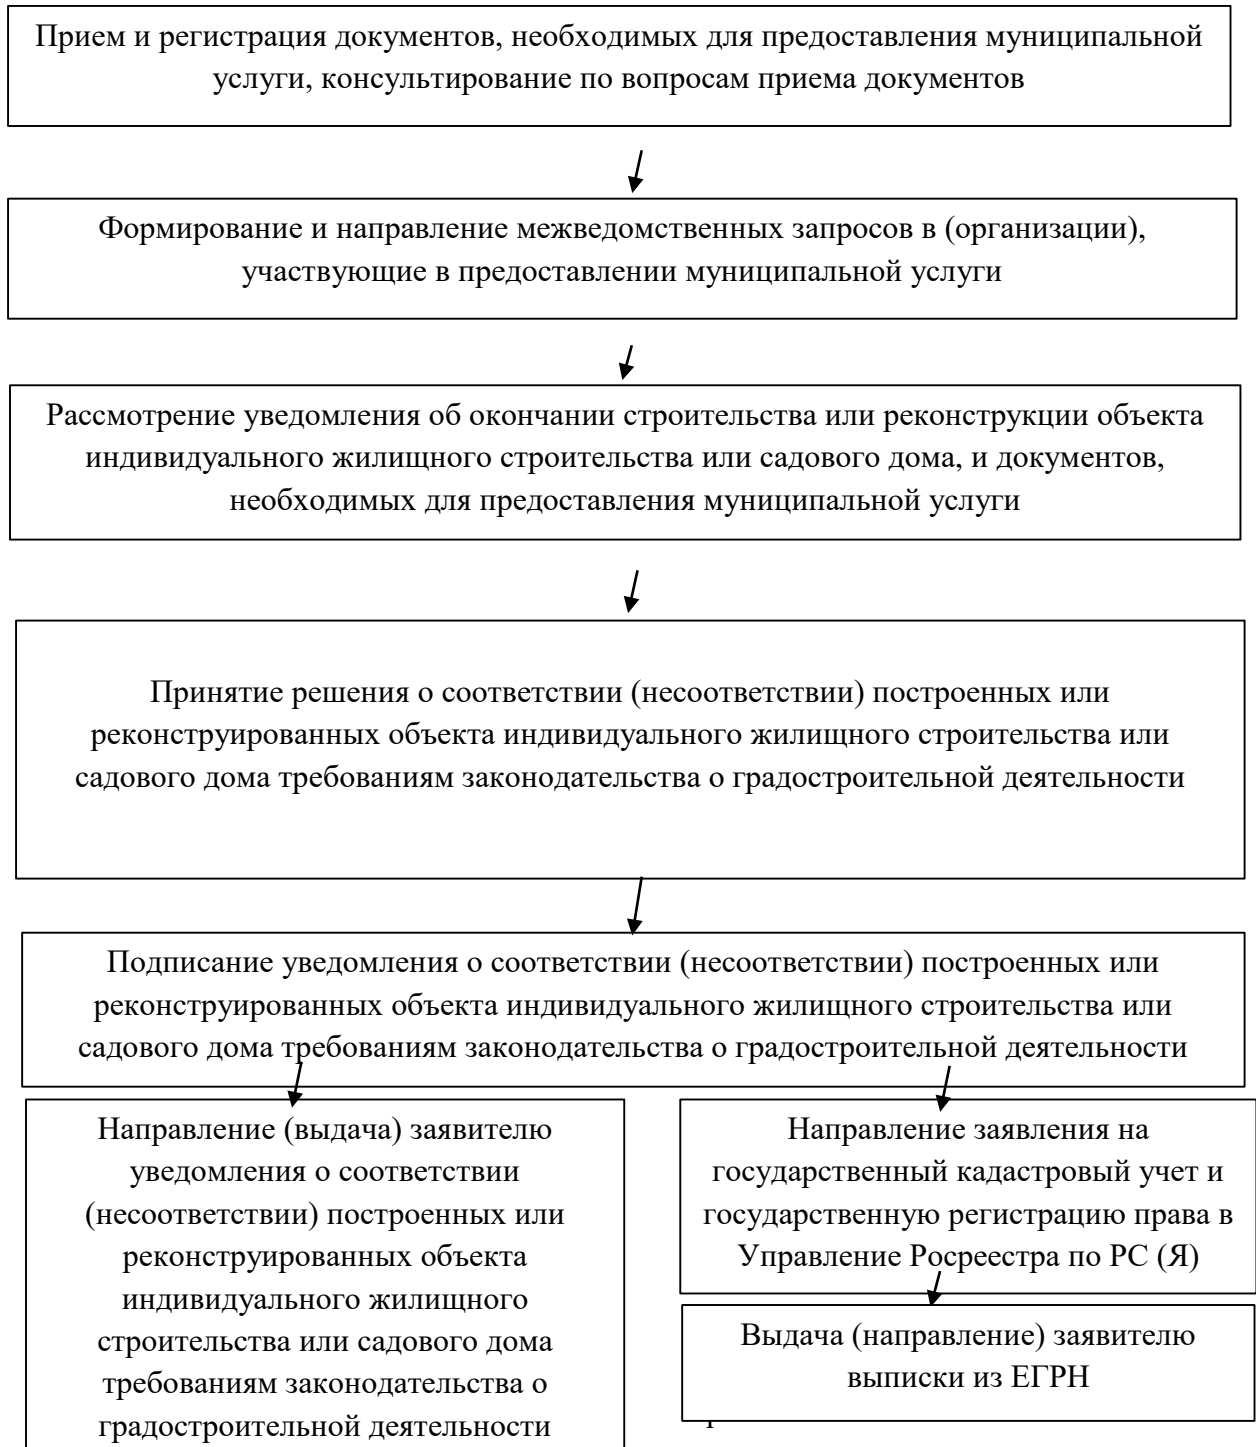 Прием и регистрация документов, необходимых для предоставления муниципальной
услуги, консультирование по вопросам приема документов
Формирование и направление межведомственных запросов в (организации),
участвующие в предоставлении муниципальной услуги
Рассмотрение уведомления об окончании строительства или реконструкции объекта
индивидуального жилищного строительства или садового дома, и документов,
необходимых для предоставления муниципальной услуги
Принятие решения о соответствии (несоответствии) построенных или
реконструированных объекта индивидуального жилищного строительства или
садового дома требованиям законодательства о градостроительной деятельности
Подписание уведомления о соответствии (несоответствии) построенных или
реконструированных объекта индивидуального жилищного строительства или
садового дома требованиям законодательства о градостроительной деятельности
Направление (выдача) заявителю
уведомления о соответствии
(несоответствии) построенных или
реконструированных объекта
индивидуального жилищного
строительства или садового дома
требованиям законодательства о
градостроительной деятельности
Направление заявления на
государственный кадастровый учет и
государственную регистрацию права в
Управление Росреестра по РС (Я)
Выдача (направление) заявителю
выписки из ЕГРН